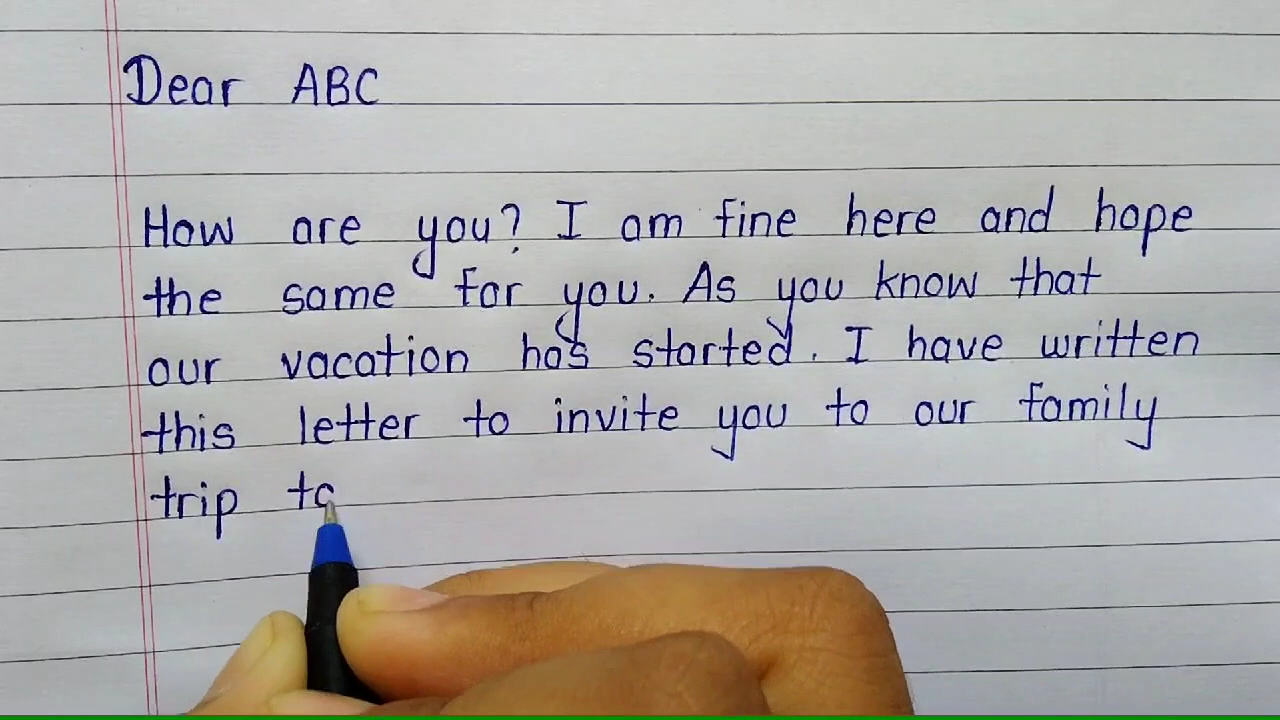 Dear ABC
How are you? I am fine here and hope
the same for you. As you know that
our vacation has started. I have written
this letter to invite you to our family
trip to